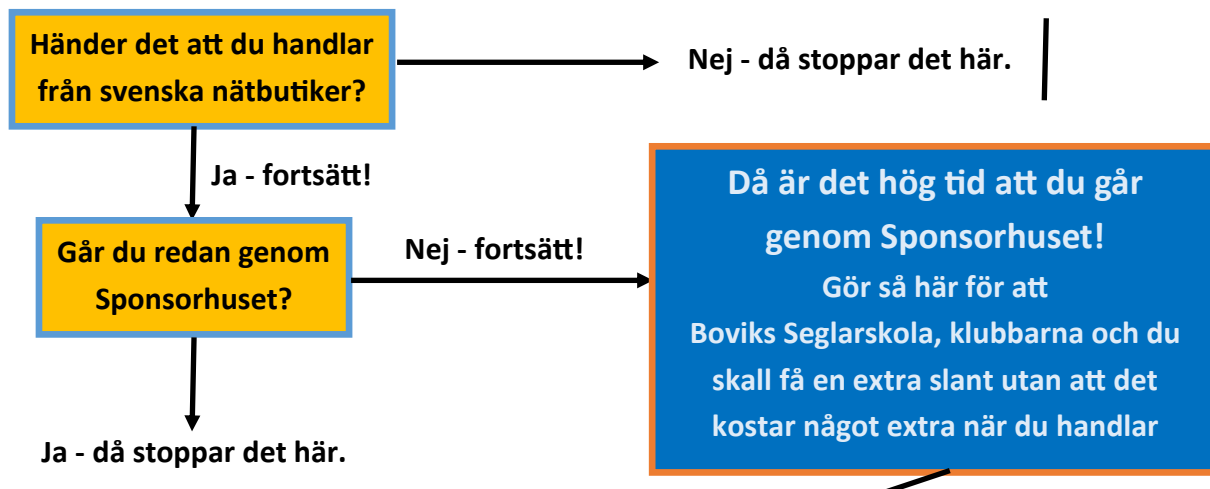 Händer det att du handlar
från svenska nätbutiker?
Nej - då stoppar det här.
Ja - fortsätt!
Går du redan genom
Sponsorhuset?
Nej - fortsätt!
Då är det hög tid att du går
genom Sponsorhuset!
Gör så här för att
Boviks Seglarskola, klubbarna och du
skall få en extra slant utan att det
kostar något extra när du handlar
Ja - då stoppar det här.